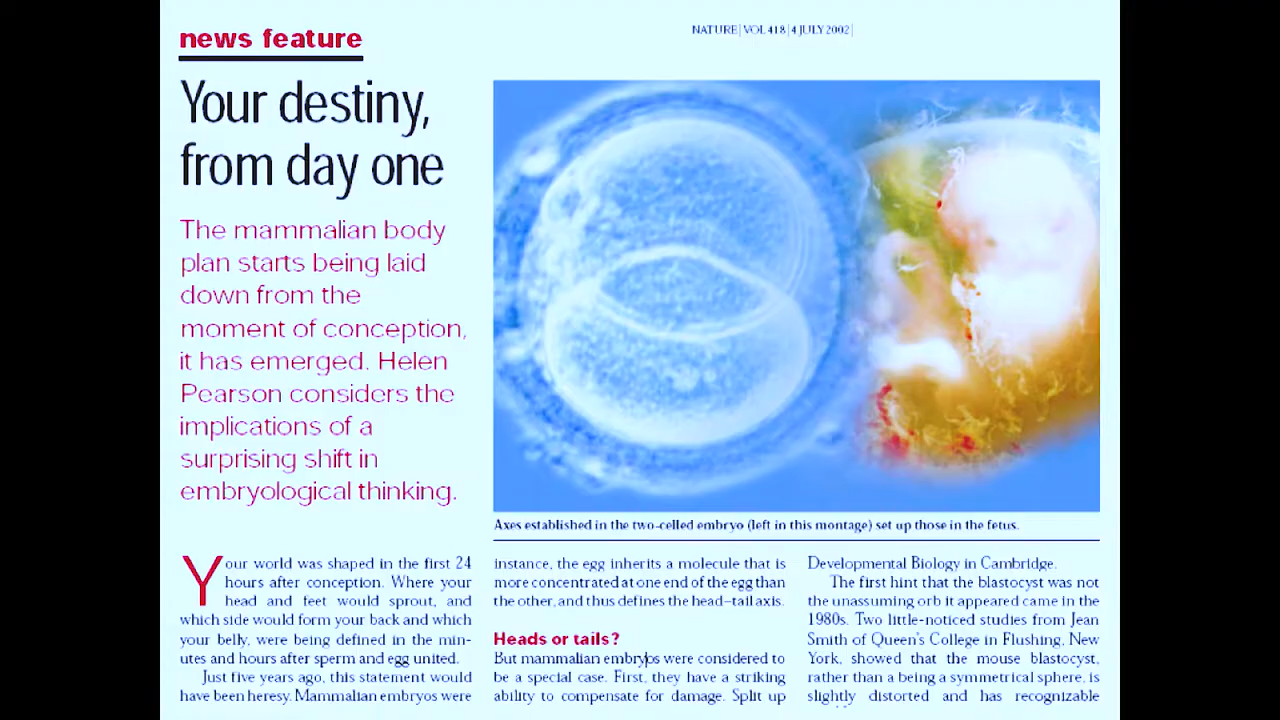 news feature
NATURE | VOL 418 | 4 JULY 2002 |
Your destiny,
from day one
The mammalian body
plan starts being laid
down from the
moment of conception,
it has emerged. Helen
Pearson considers the
implications of a
surprising shift in
embryological thinking.
Axes established in the two-celled embryo (left in this montage) set up those in the fetus.
Your world was shaped in the first 24
hours after conception. Where your
head and feet would sprout, and
which side would form your back and which
your belly, were being defined in the min-
utes and hours after sperm and egg united.
Just five years ago, this statement would
have been heresy. Mammalian embryos were
instance, the egg inherits a molecule that is
more concentrated at one end of the egg than
the other, and thus defines the head–tail axis.
Heads or tails?
But mammalian embryos were considered to
be a special case. First, they have a striking
ability to compensate for damage. Split up
Developmental Biology in Cambridge.
The first hint that the blastocyst was not
the unassuming orb it appeared came in the
1980s. Two little-noticed studies from Jean
Smith of Queen's College in Flushing, New
York, showed that the mouse blastocyst,
rather than a being a symmetrical sphere, is
slightly distorted and has recognizable